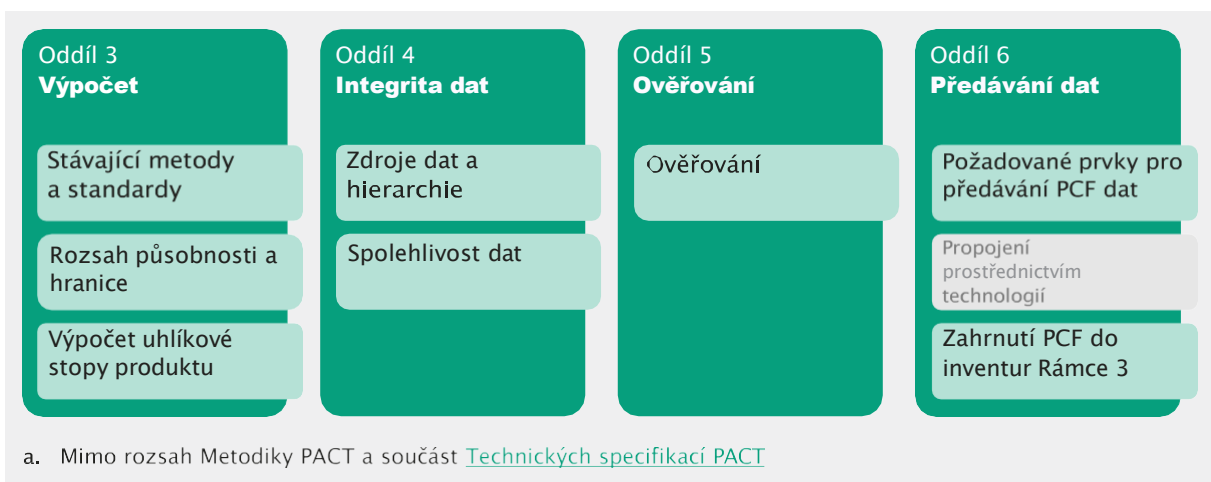 Oddíl 3
Výpočet
Stávající metody
a standardy
Rozsah působnosti a
hranice
Výpočet uhlíkové
stopy produktu
Oddíl 4
Integrita dat
Zdroje dat a
hierarchie
Spolehlivost dat
Oddíl 5
Ověřování
Ověřování
Oddíl 6
Předávání dat
Požadované prvky pro
předávání PCF dat
Propojení
prostřednictvím
technologií
Zahrnutí PCF do
inventur Rámce 3
a. Mimo rozsah Metodiky PACT a součást Technických specifikací PACT